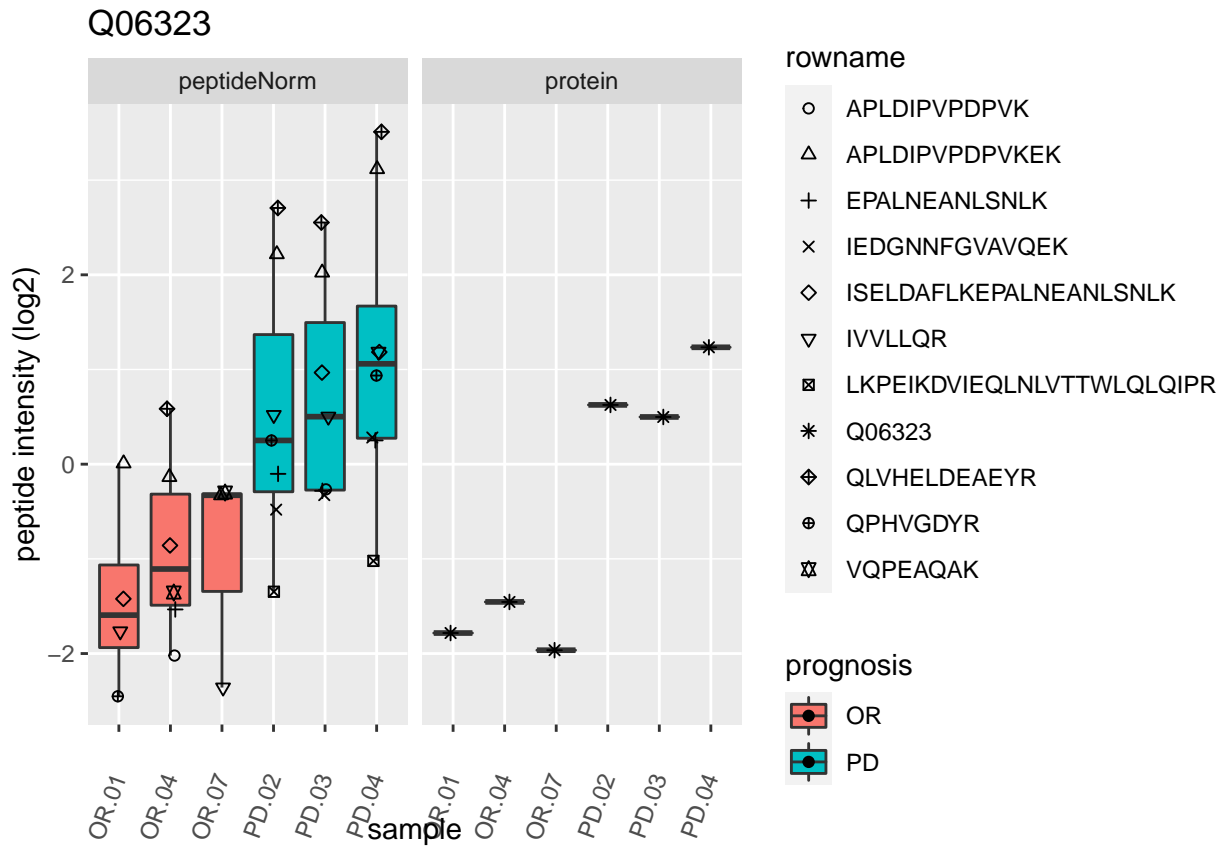 Q06323
peptideNorm
protein
peptide intensity (log2)
2
0
−2
OR.01
OR.04
OR.07
PD.02
PD.03
PD.04
OR.01
OR.04
OR.07
PD.02
PD.03
PD.04
sample
rowname
APLDIPVPDPVK
APLDIPVPDPVKEK
EPALNEANLSNLK
IEDGNNFGVAVQEK
ISELDAFLKEPALNEANLSNLK
IVVLLQR
LKPEIKDVIEQLNLVTTWLQLQIPR
Q06323
QLVHELDEAEYR
QPHVGDYR
VQPEAQAK
prognosis
OR
PD